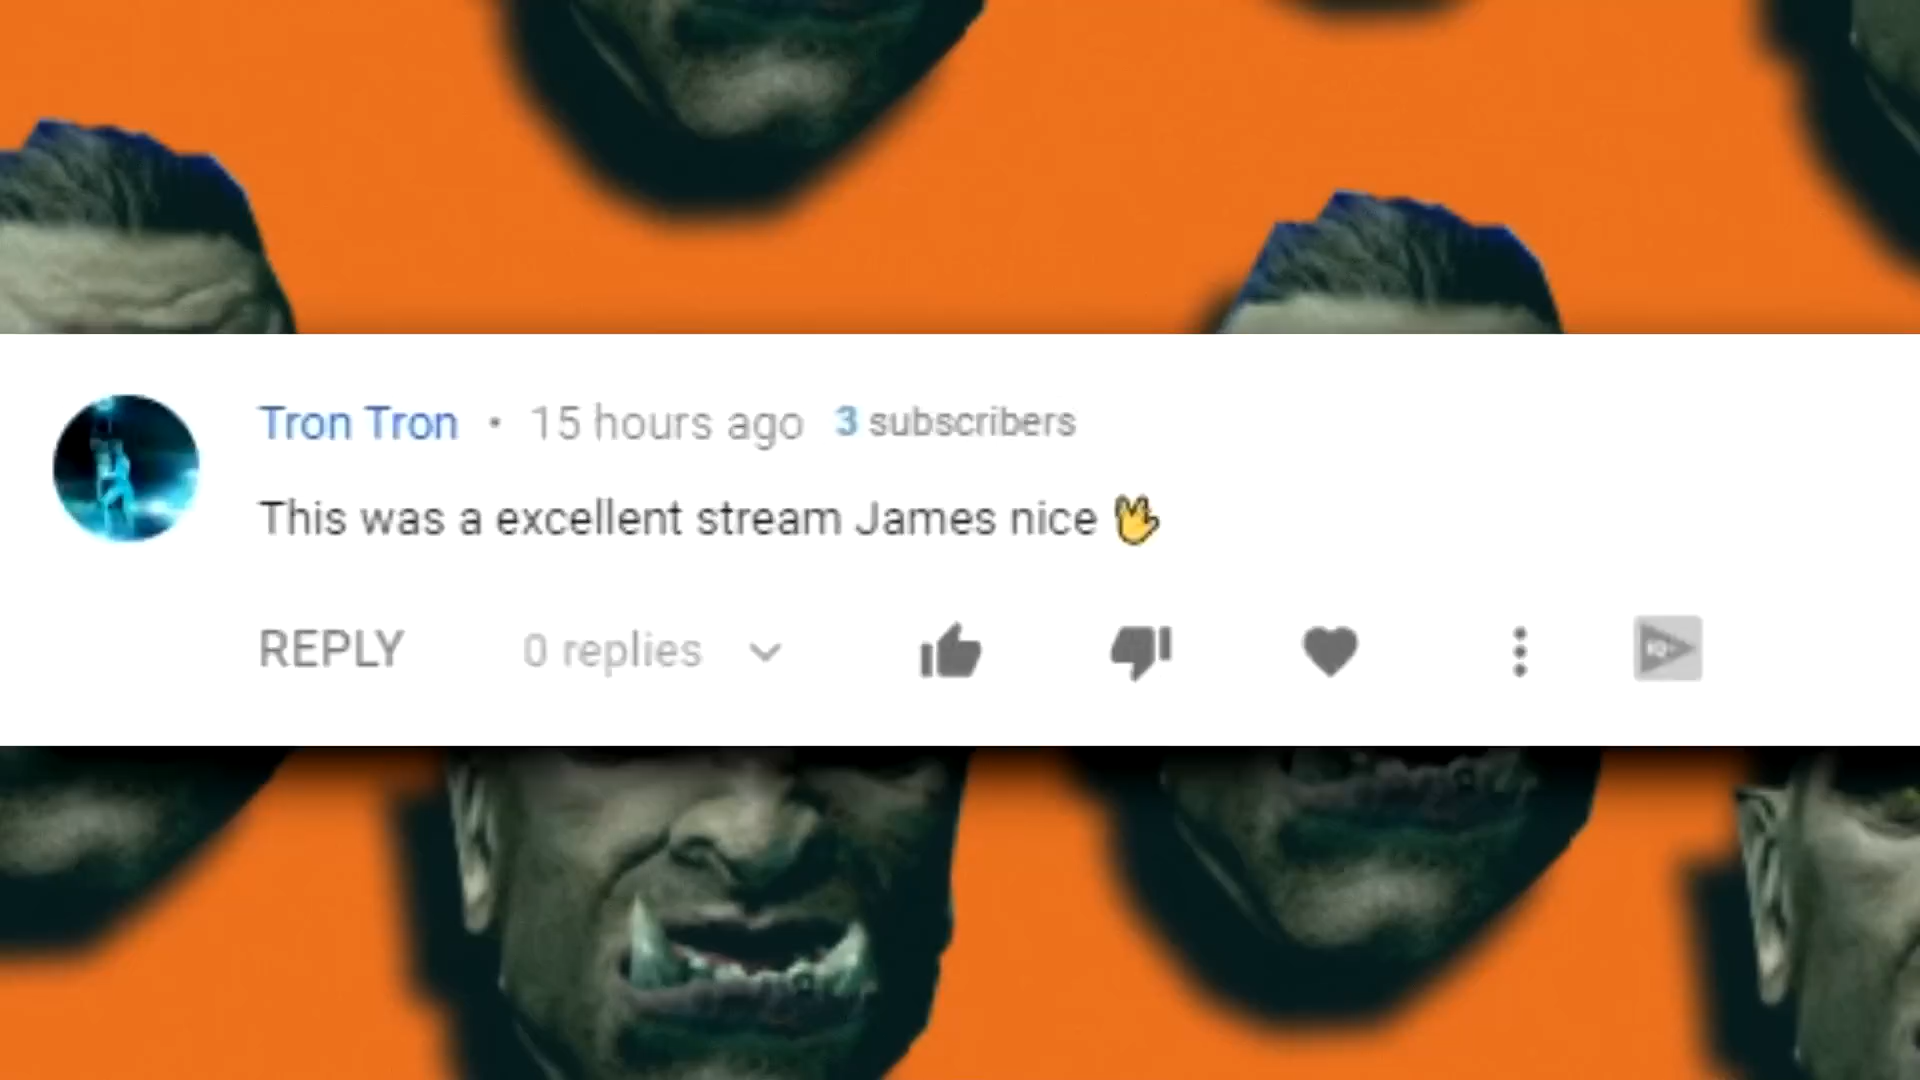 Tron Tron • 15 hours ago 3 subscribers
This was a excellent stream James nice 🖖
REPLY 0 replies